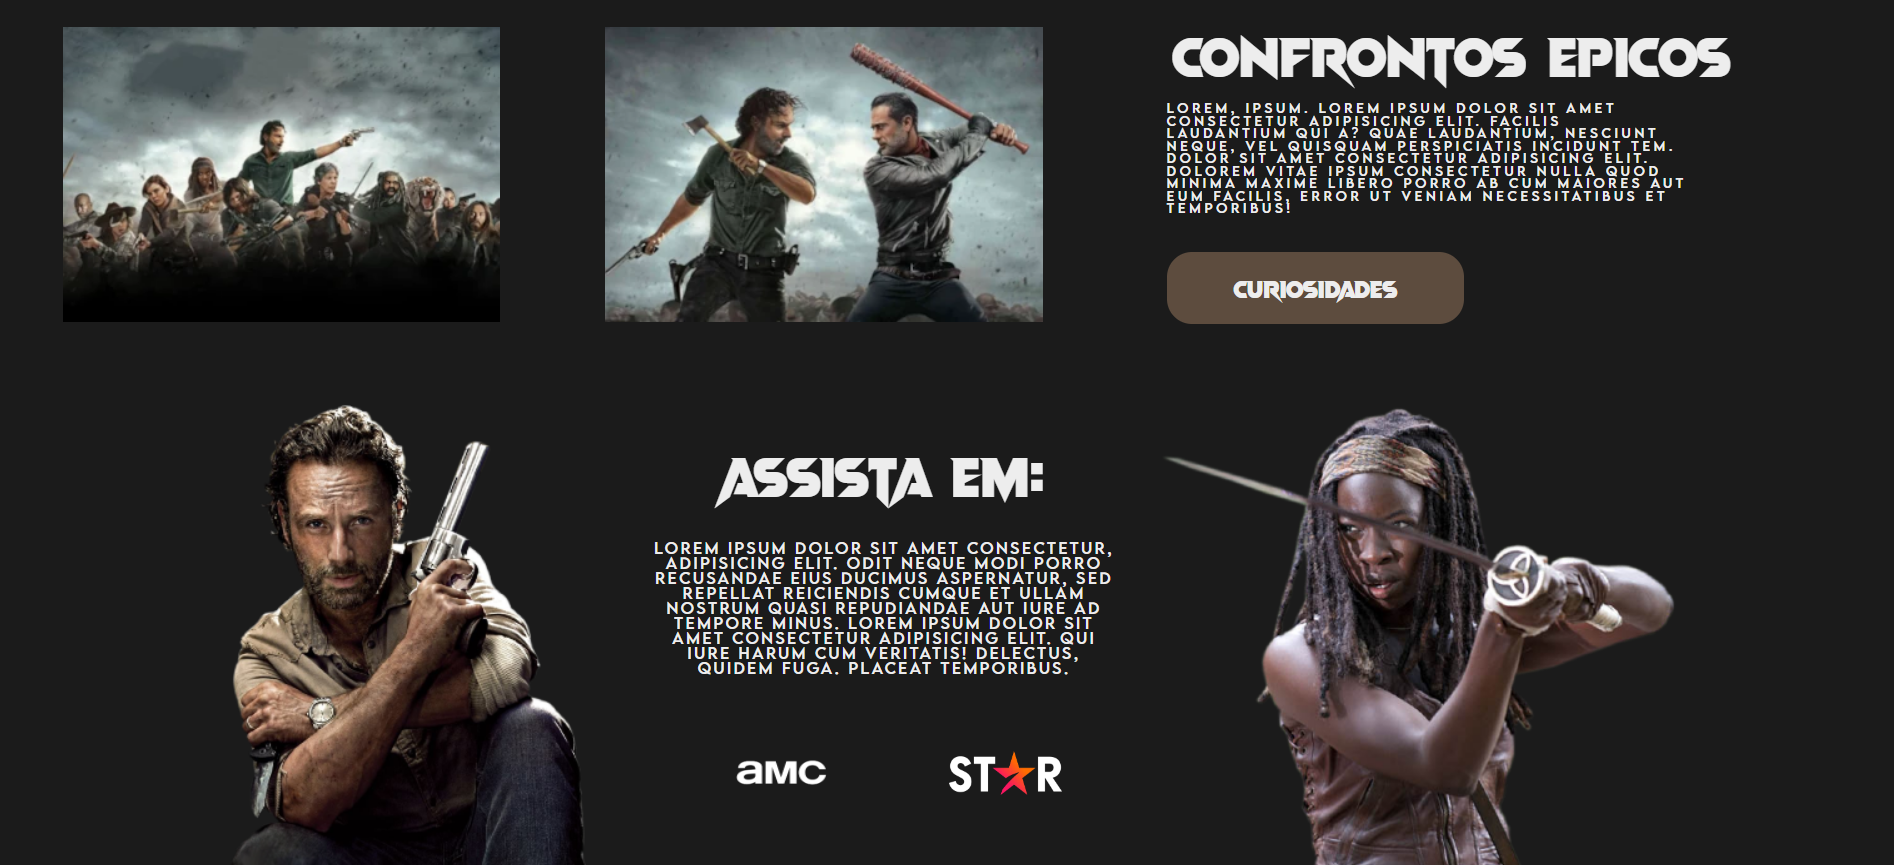 CONFRONTOS EPICOS
LOREM, IPSUM. LOREM IPSUM DOLOR SIT AMET
CONSECTETUR ADIPISICING ELIT. FACILIS
LAUDANTIUM QUI A? QUAE LAUDANTIUM, NESCIUNT
NEQUE, VEL QUISQUAM PERSPICIATIS INCIDUNT TEM.
DOLOR SIT AMET CONSECTETUR ADIPISICING ELIT.
DOLOREM VITAE IPSUM CONSECTETUR NULLA QUOD
MINIMA MAXIME LIBERO PORRO AB CUM MAIORES AUT
EUM FACILIS, ERROR UT VENIAM NECESSITATIBUS ET
TEMPORIBUS!
CURIOSIDADES
ASSISTA EM:
LOREM IPSUM DOLOR SIT AMET CONSECTETUR,
ADIPISICING ELIT. ODIT NEQUE MODI PORRO
RECUSANDAE EIUS DUCIMUS ASPERNATUR, SED
REPELLAT REICIENDIS CUMQUE ET ULLAM
NOSTRUM QUASI REPUDIANDAE AUT IURE AD
TEMPORE MINUS. LOREM IPSUM DOLOR SIT
AMET CONSECTETUR ADIPISICING ELIT. QUI
IURE HARUM CUM VERITATIS! DELECTUS,
QUIDEM FUGA. PLACEAT TEMPORIBUS.
aMC
STAR